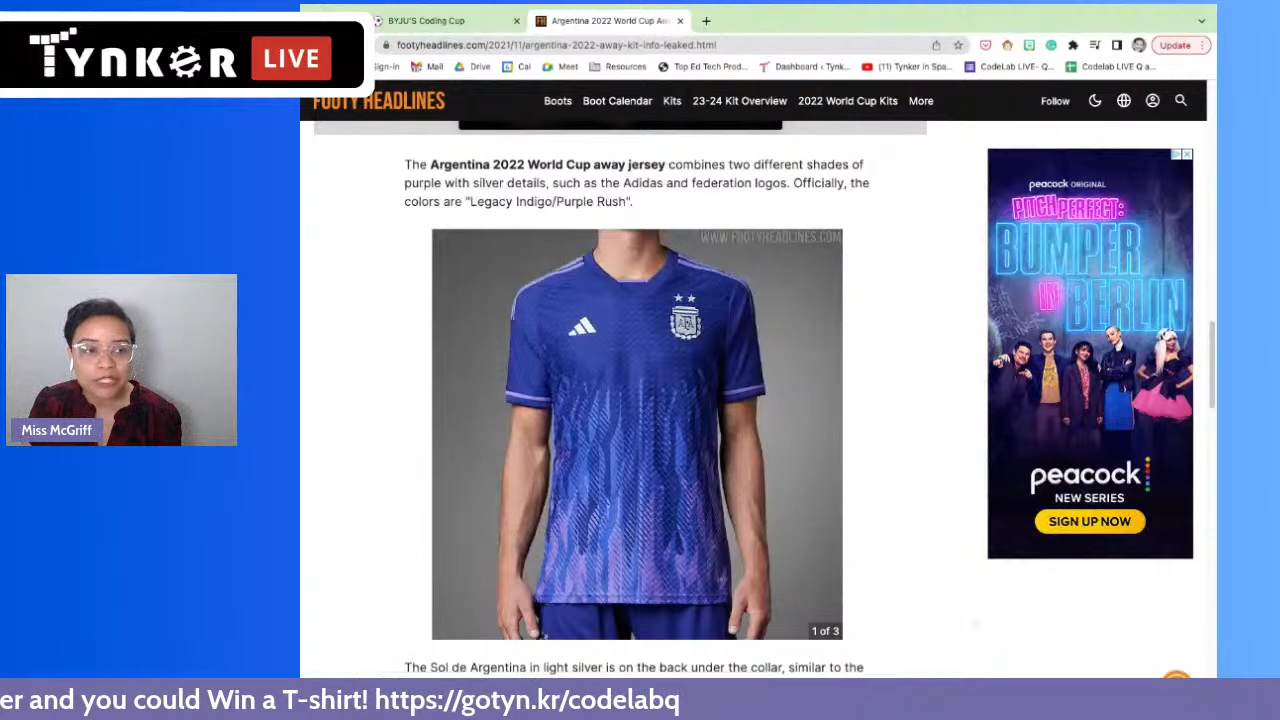 TYNKER LIVE
BYJU'S Coding Cup
Argentina 2022 World Cup Aw
footyheadlines.com/2021/11/argentina-2022-away-kit-info-leaked.html
Update
Sign-in
Mail
Drive
Cal
Meet
Resources
Top Ed Tech Prod...
Dashboard ‹ Tynk...
(11) Tynker in Spa...
CodeLab LIVE- Q...
Codelab LIVE Q a...
FOOTY HEADLINES
Boots
Boot Calendar
Kits
23-24 Kit Overview
2022 World Cup Kits
More
Follow
The Argentina 2022 World Cup away jersey combines two different shades of
purple with silver details, such as the Adidas and federation logos. Officially, the
colors are "Legacy Indigo/Purple Rush".
WWW.FOOTYHEADLINES.COM
AFA
1 of 3
The Sol de Argentina in light silver is on the back under the collar, similar to the
peacock ORIGINAL
PITCH PERFECT:
BUMPER
IN BERLIN
peacock
NEW SERIES
SIGN UP NOW
Miss McGriff
er and you could Win a T-shirt! https://gotyn.kr/codelabq